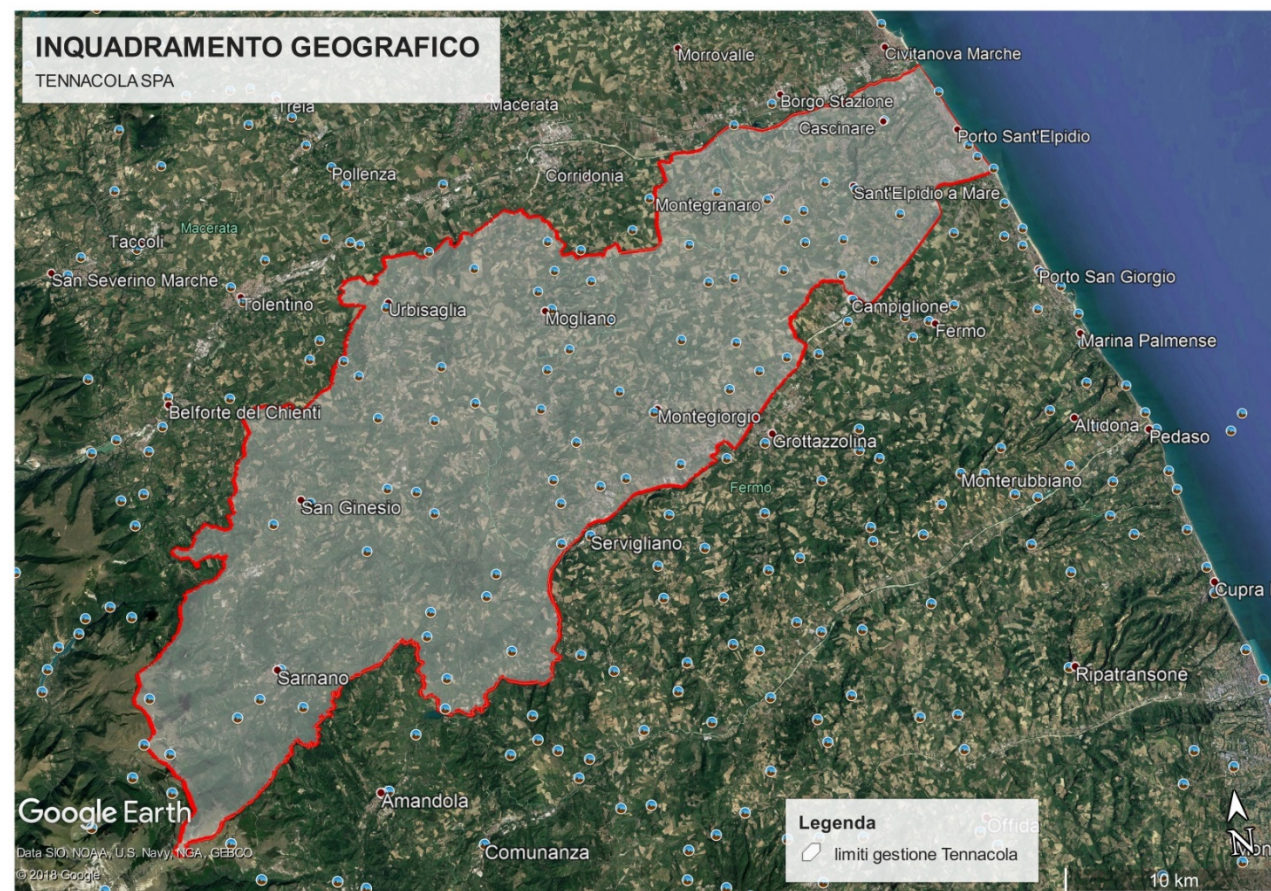 INQUADRAMENTO GEOGRAFICO
TENNACOLA SPA
Morrovalle
Civitanova Marche
Treia
Macerata
Borgo Stazione
Cascinare
Porto Sant'Elpidio
Pollenza
Corridonia
Montegranaro
Sant'Elpidio a Mare
Macerata
Taccoli
San Severino Marche
Tolentino
Urbisaglia
Mogliano
Campiglione
Porto San Giorgio
Fermo
Marina Palmense
Belforte del Chienti
Montegiorgio
Grottazzolina
Altidona
Pedaso
Monterubbiano
Fermo
San Ginesio
Servigliano
Cupra
Sarnano
Ripatransone
Amandola
Comunanza
Offida
Google Earth
Data SIO, NOAA, U.S. Navy, NGA, GEBCO
© 2018 Google
Legenda
limiti gestione Tennacola
N
10 km